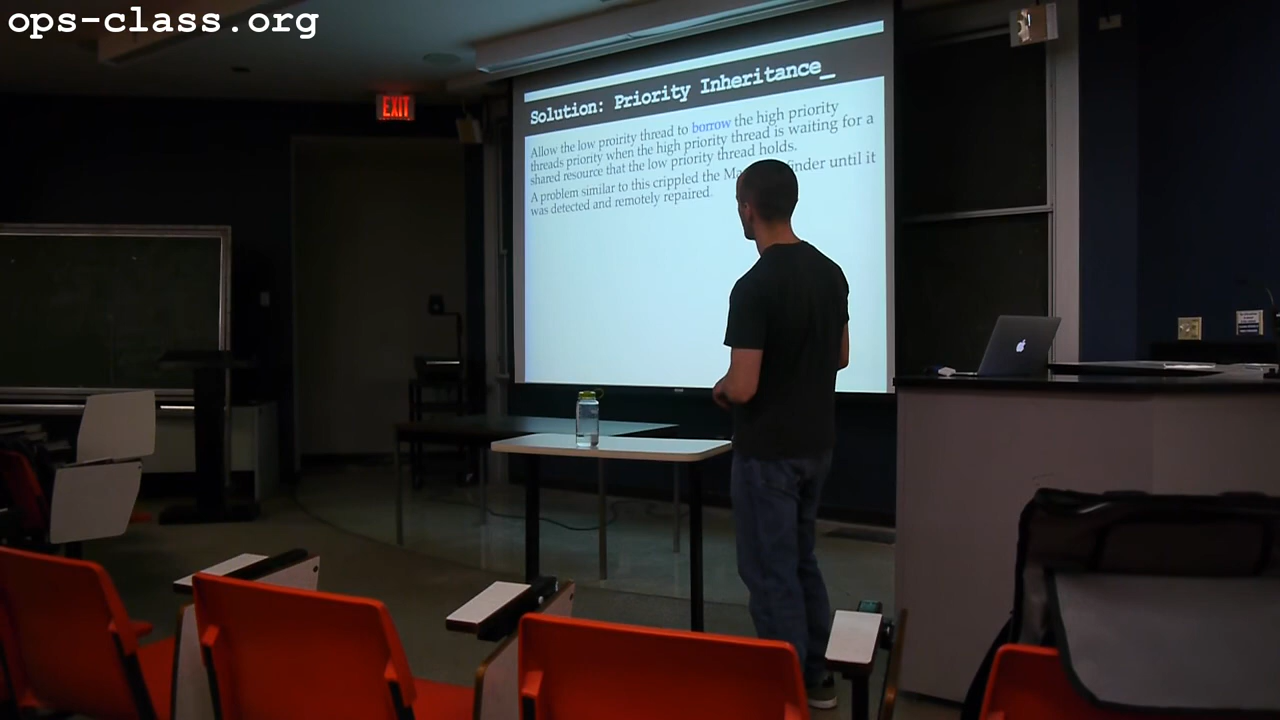 ops-class.org
EXIT
Solution: Priority Inheritance_
Allow the low proirity thread to borrow the high priority
threads priority when the high priority thread is waiting for a
shared resource that the low priority thread holds.
A problem similar to this crippled the finder until it
was detected and remotely repaired.